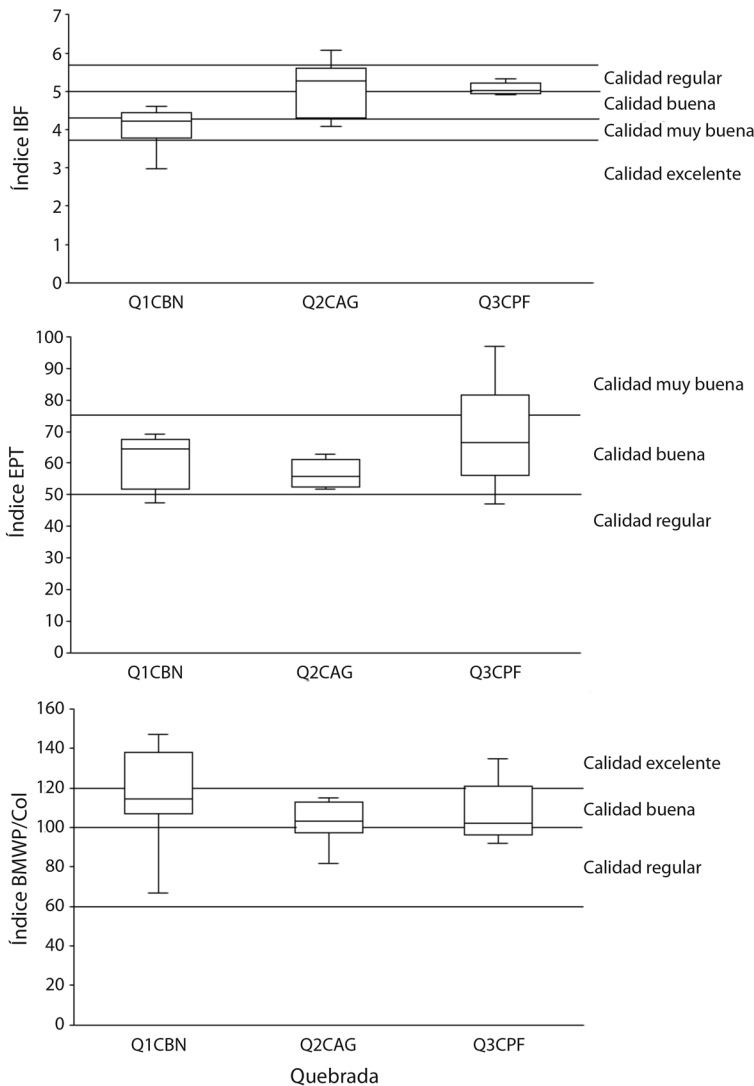 7
6
5
4
3
2
1
0
Índice IBF
Calidad regular
Calidad buena
Calidad muy buena
Calidad excelente
Q1CBN Q2CAG Q3CPF
100
90
80
70
60
50
40
30
20
10
0
Índice EPT
Calidad muy buena
Calidad buena
Calidad regular
Q1CBN Q2CAG Q3CPF
160
140
120
100
80
60
40
20
0
Índice BMWP/Col
Calidad excelente
Calidad buena
Calidad regular
Q1CBN Q2CAG Q3CPF
Quebrada